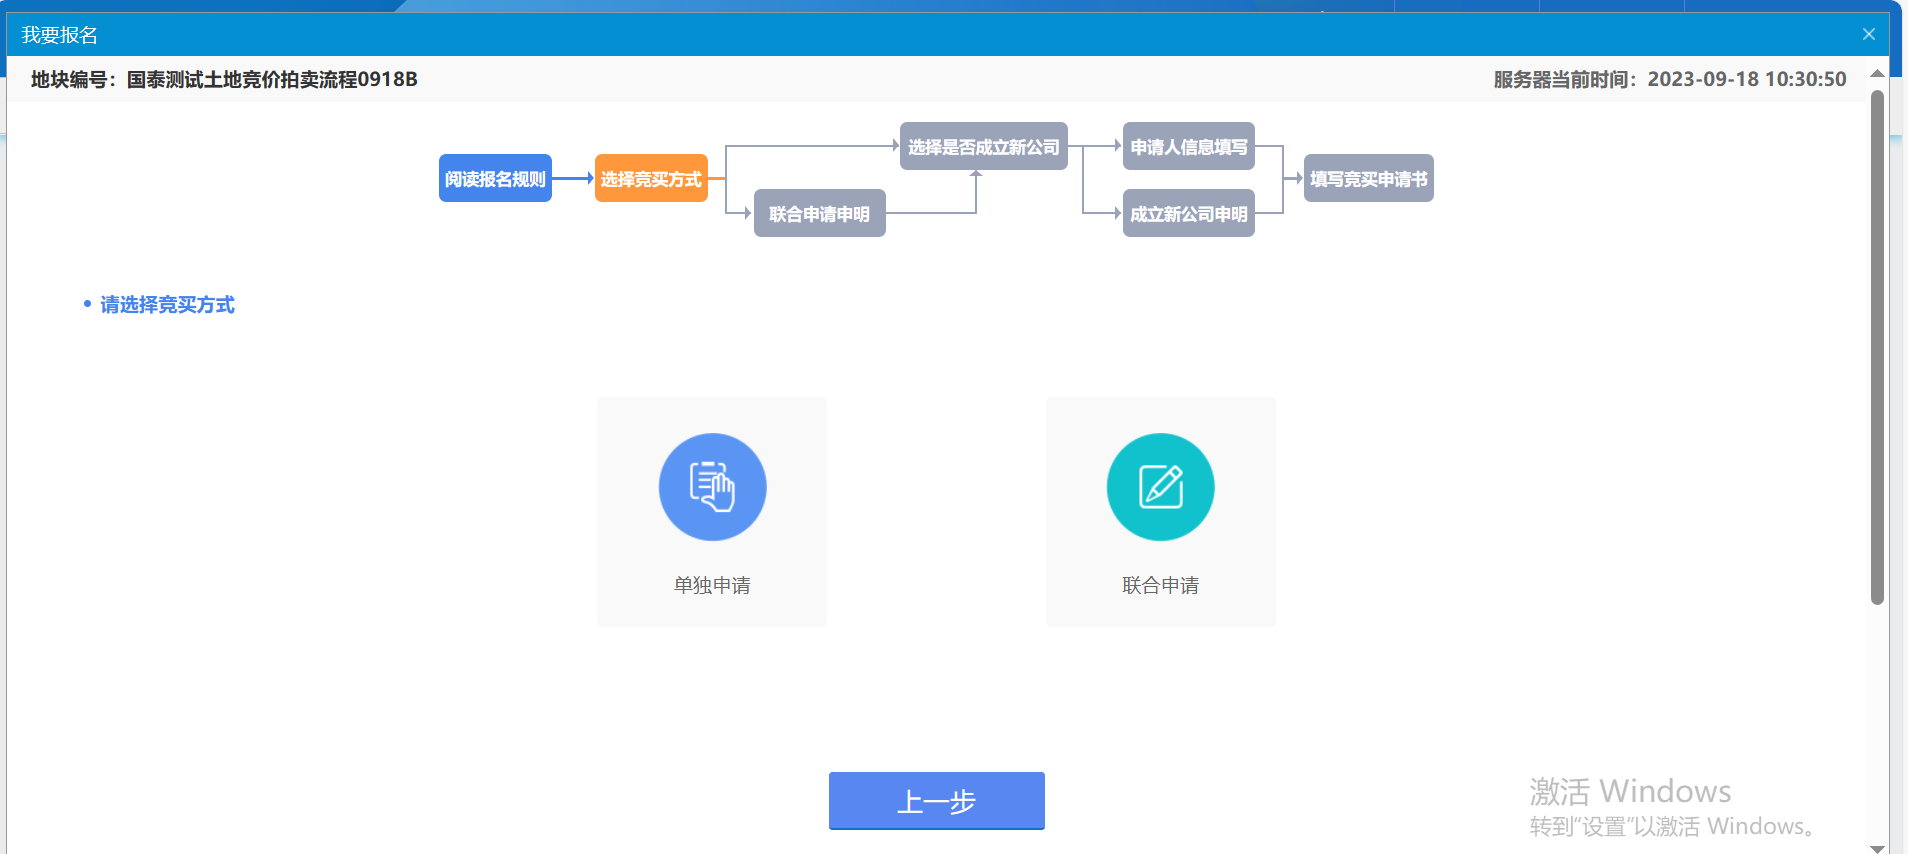 我要报名
地块编号：国泰测试土地竞价拍卖流程0918B
服务器当前时间：2023-09-18 10:30:50
阅读报名规则
选择竞买方式
联合申请申明
选择是否成立新公司
申请人信息填写
成立新公司申明
填写竞买申请书
请选择竞买方式
单独申请
联合申请
上一步
激活 Windows
转到“设置”以激活 Windows。